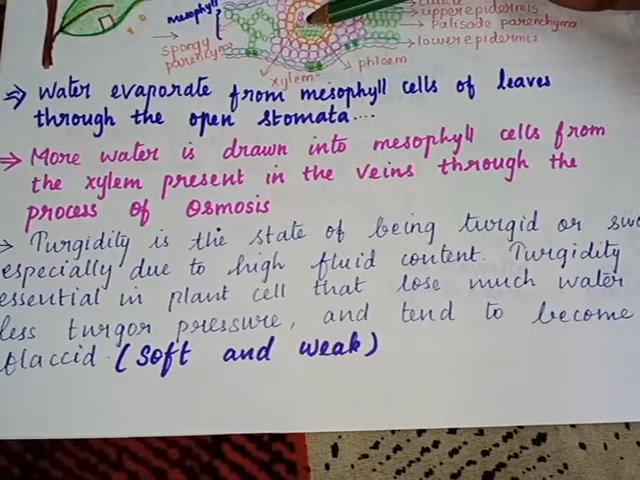 mesophyll
upper epidermis
palisade parenchyma
lower epidermis
spongy
parenchyma
xylem
phloem
⇒ Water evaporate from mesophyll cells of leaves
through the open stomata....
⇒ More water is drawn into mesophyll cells from
the xylem present in the veins through the
process of Osmosis
→ Turgidity is the state of being turgid or
especially due to high fluid content. Turgidity
essential in plant cell that lose much water
less turgor pressure, and tend to become
flaccid. (Soft and weak)